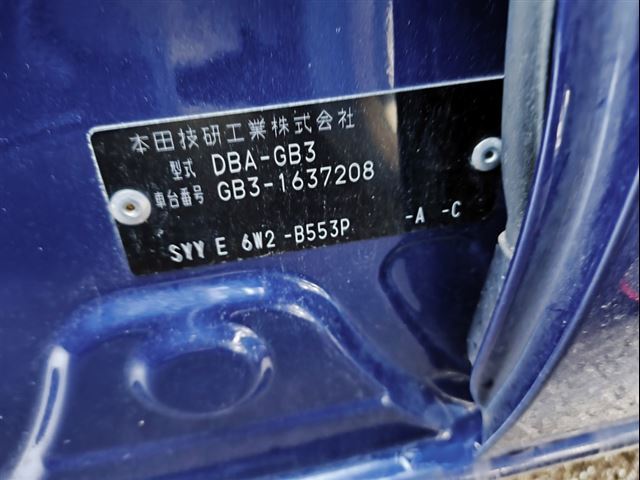 本田技研工業株式会社
型式 DBA-GB3
車台番号 GB3-1637208
SYY E 6W2 -B553P -A -C